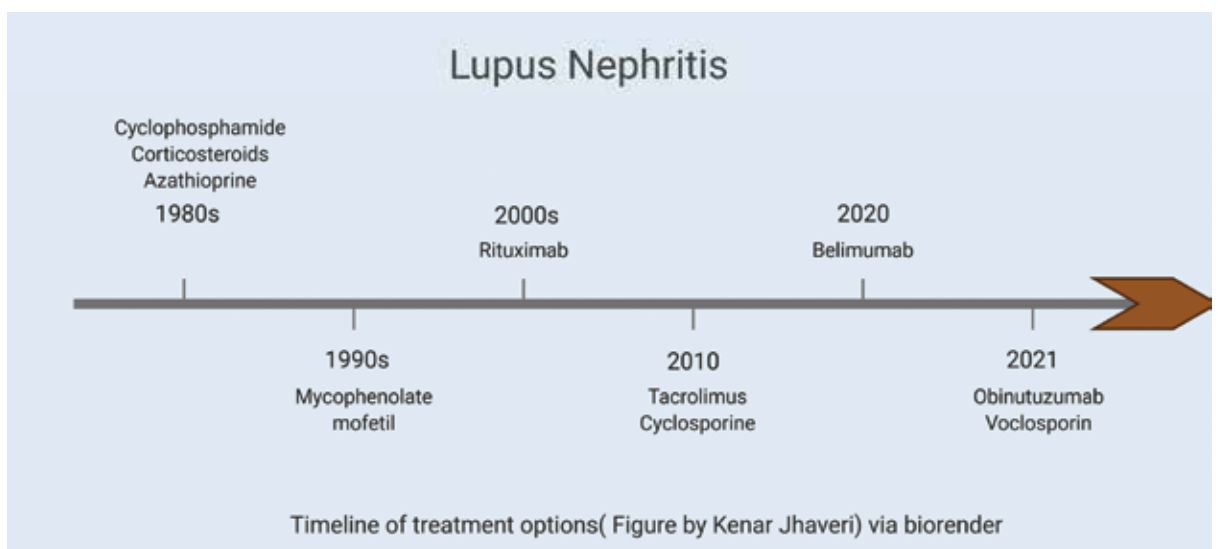 Lupus Nephritis
Cyclophosphamide
Corticosteroids
Azathioprine
1980s
2000s
Rituximab
2020
Belimumab
1990s
Mycophenolate
mofetil
2010
Tacrolimus
Cyclosporine
2021
Obinutuzumab
Voclosporin
Timeline of treatment options( Figure by Kenar Jhaveri) via biorender